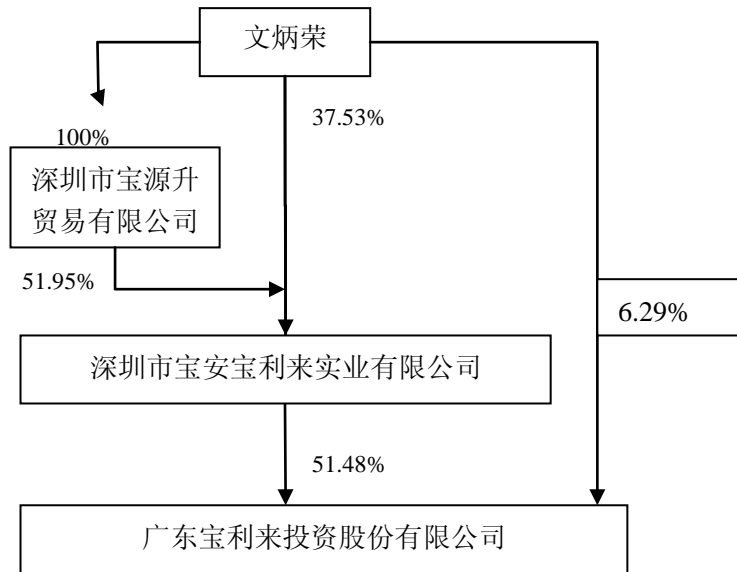 文炳荣
37.53%
100%
深圳市宝源升
贸易有限公司
51.95%
6.29%
深圳市宝安宝利来实业有限公司
51.48%
广东宝利来投资股份有限公司